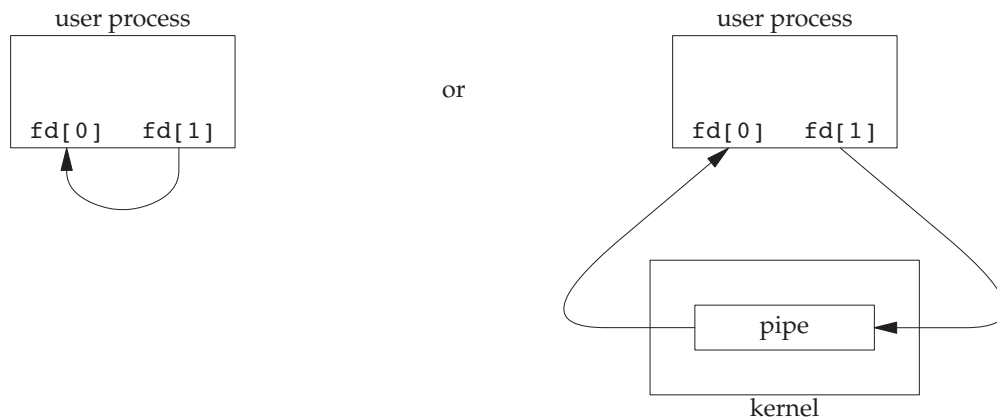 user process
fd[0] fd[1]
or
user process
fd[0] fd[1]
pipe
kernel